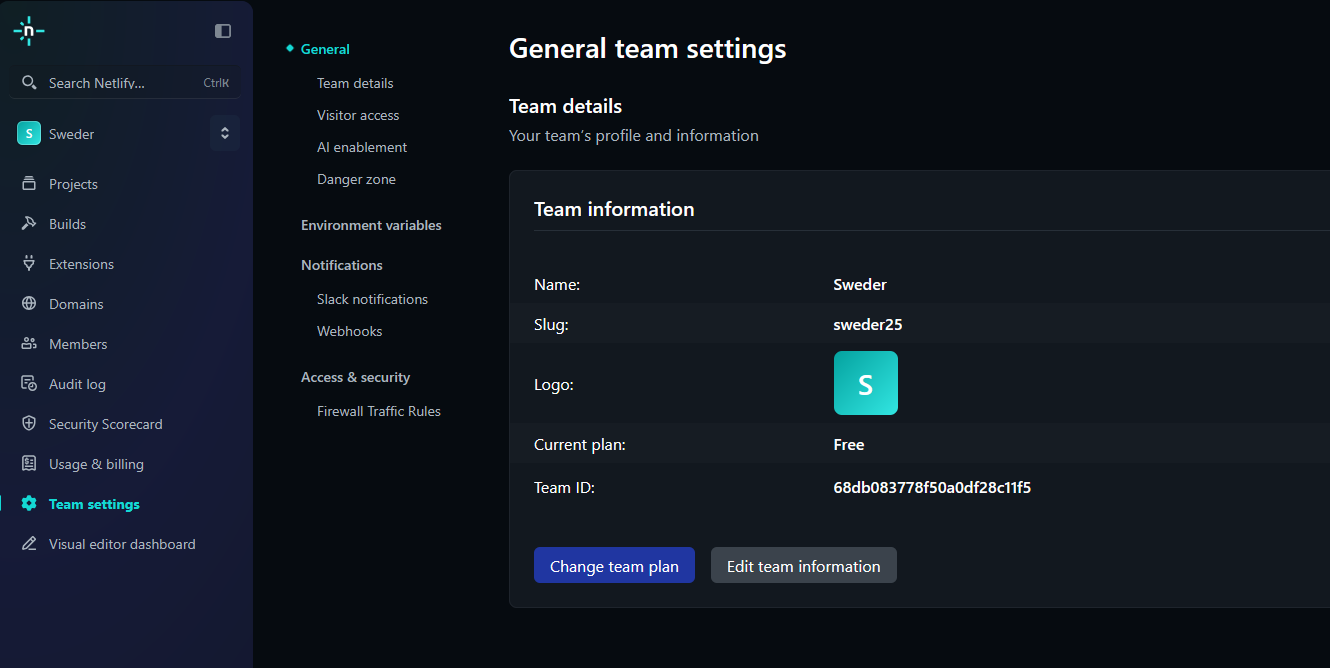 n
Search Netlify... CtrlK
S Sweder
Projects
Builds
Extensions
Domains
Members
Audit log
Security Scorecard
Usage & billing
Team settings
Visual editor dashboard
General
Team details
Visitor access
AI enablement
Danger zone
Environment variables
Notifications
Slack notifications
Webhooks
Access & security
Firewall Traffic Rules
General team settings
Team details
Your team's profile and information
Team information
Name: Sweder
Slug: sweder25
Logo: S
Current plan: Free
Team ID: 68db083778f50a0df28c11f5
Change team plan Edit team information